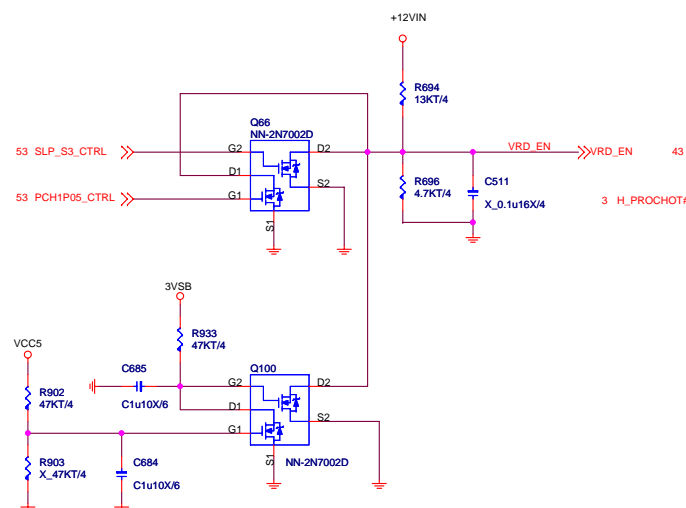 +12VIN
R694
13KT/4
Q66
NN-2N7002D
53 SLP_S3_CTRL
G2
D2
VRD_EN
VRD_EN
43
D1
S2
R696
4.7KT/4
C511
X_0.1u16X/4
53 PCH1P05_CTRL
G1
3 H_PROCHOT#
S1
3VSB
R933
47KT/4
VCC5
C685
C1u10X/6
Q100
G2
D2
R902
47KT/4
D1
S2
G1
R903
X_47KT/4
C684
C1u10X/6
S1
NN-2N7002D